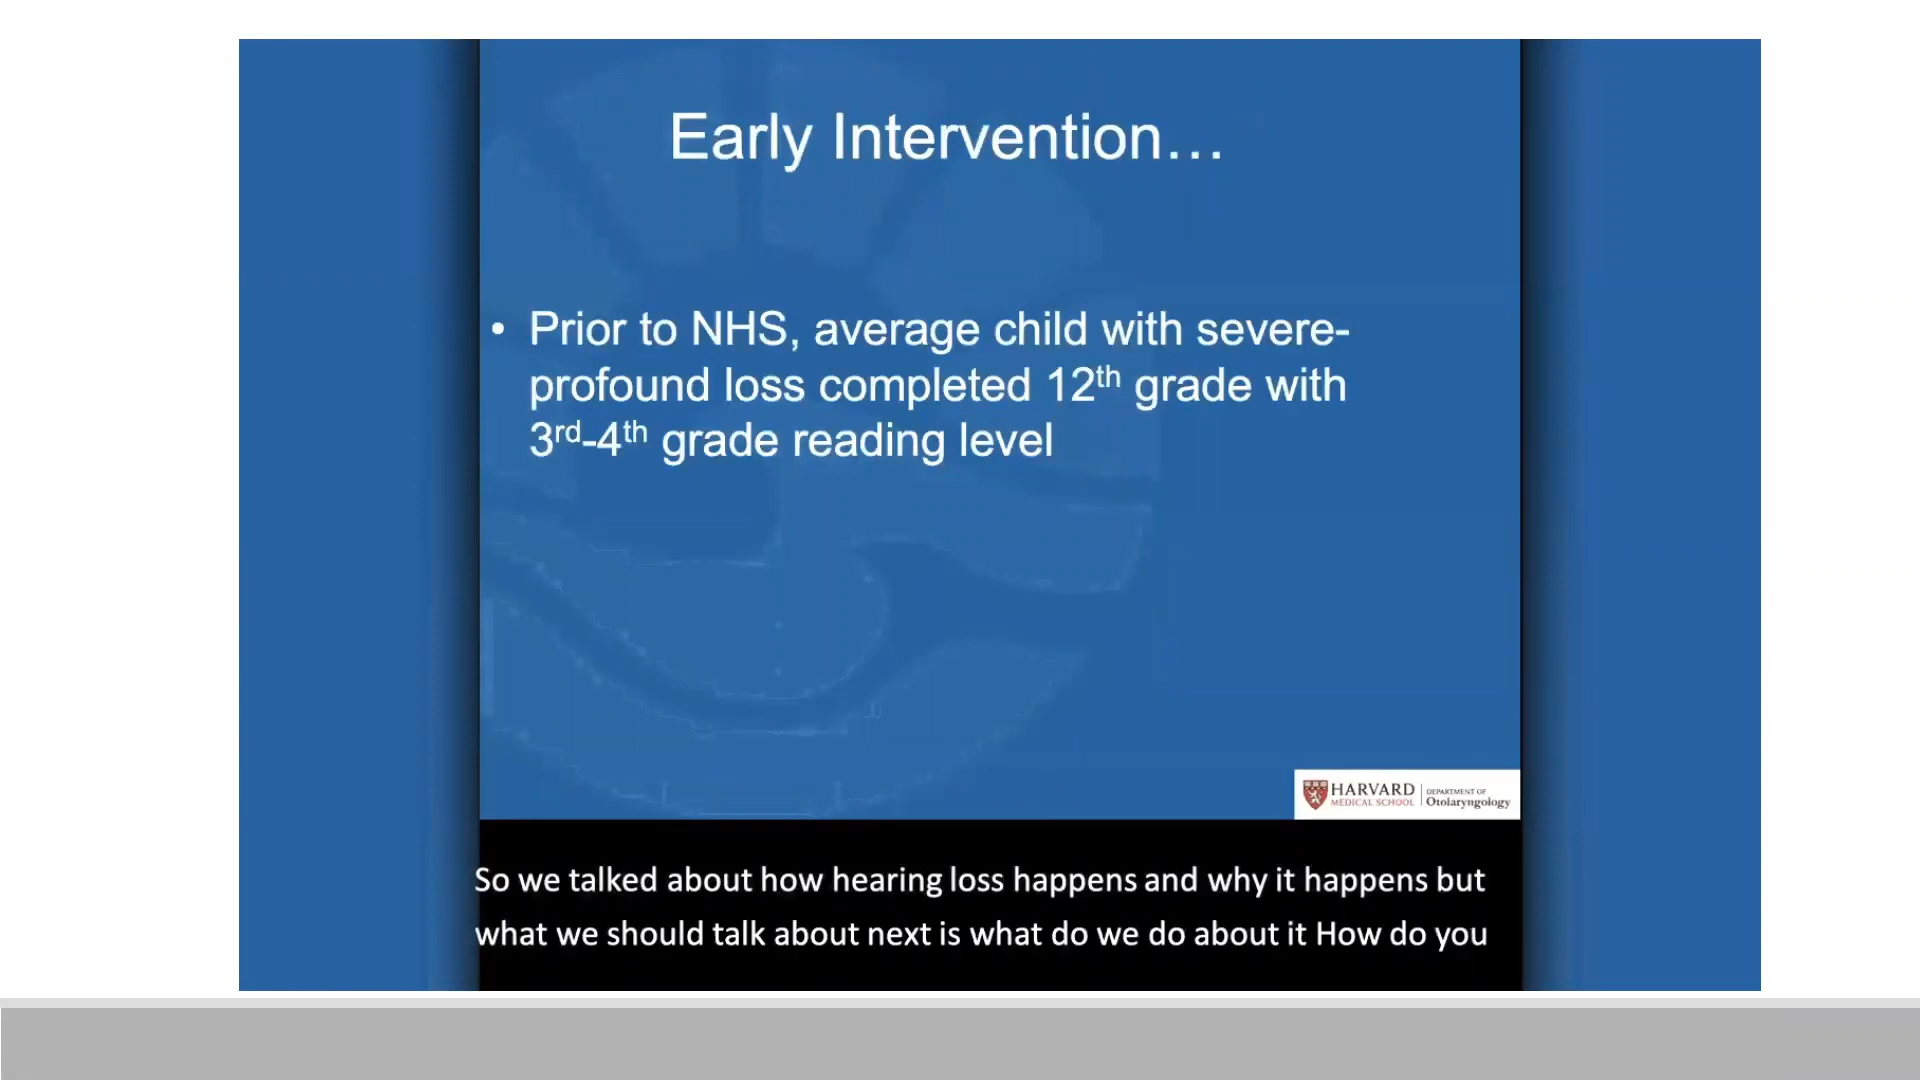 Early Intervention…
• Prior to NHS, average child with severe-
profound loss completed 12th grade with
3rd-4th grade reading level
HARVARD
MEDICAL SCHOOL
DEPARTMENT OF
Otolaryngology
So we talked about how hearing loss happens and why it happens but
what we should talk about next is what do we do about it How do you